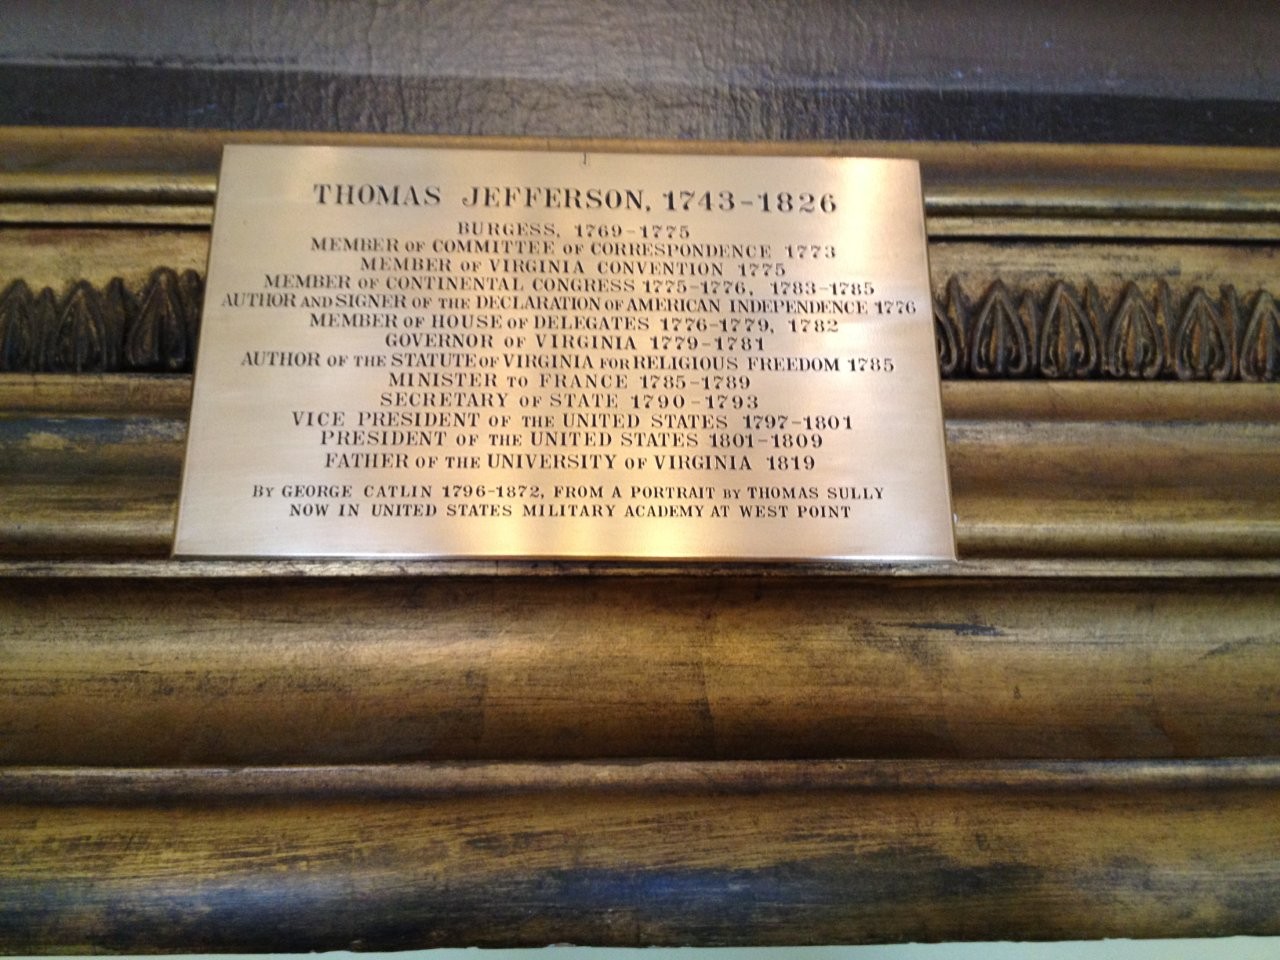 THOMAS JEFFERSON, 1743-1826
BURGESS, 1769-1775
MEMBER OF COMMITTEE OF CORRESPONDENCE 1773
MEMBER OF VIRGINIA CONVENTION 1775
MEMBER OF CONTINENTAL CONGRESS 1775-1776, 1783-1785
AUTHOR AND SIGNER OF THE DECLARATION OF AMERICAN INDEPENDENCE 1776
MEMBER OF HOUSE OF DELEGATES 1776-1779, 1782
GOVERNOR OF VIRGINIA 1779-1781
AUTHOR OF THE STATUTE OF VIRGINIA FOR RELIGIOUS FREEDOM 1785
MINISTER TO FRANCE 1785-1789
SECRETARY OF STATE 1790-1793
VICE PRESIDENT OF THE UNITED STATES 1797-1801
PRESIDENT OF THE UNITED STATES 1801-1809
FATHER OF THE UNIVERSITY OF VIRGINIA 1819
BY GEORGE CATLIN 1796-1872, FROM A PORTRAIT BY THOMAS SULLY
NOW IN UNITED STATES MILITARY ACADEMY AT WEST POINT